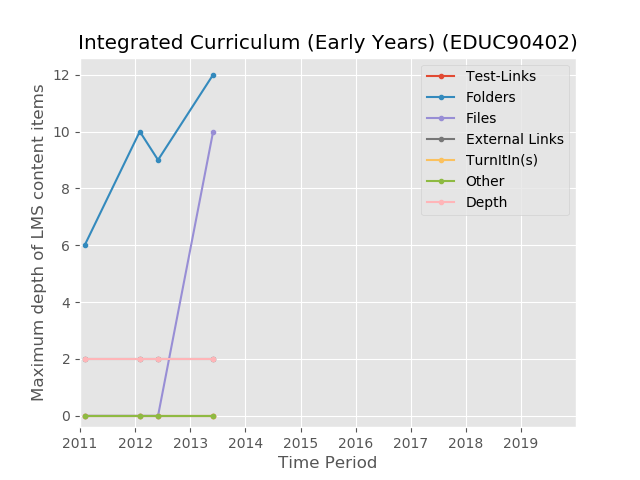 Integrated Curriculum (Early Years) (EDUC90402)
Maximum depth of LMS content items
12
10
8
6
4
2
0
Test-Links
Folders
Files
External Links
TurnItIn(s)
Other
Depth
2011 2012 2013 2014 2015 2016 2017 2018 2019
Time Period